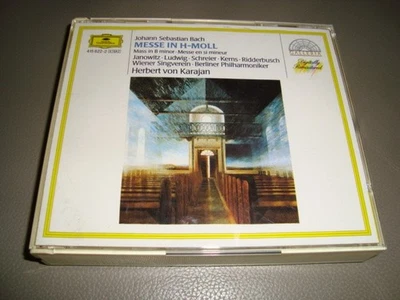 Johann Sebastian Bach
MESSE IN H-MOLL
Mass in B minor · Messe en si mineur
Janowitz · Ludwig · Schreier · Kerns · Ridderbusch
Wiener Singverein · Berliner Philharmoniker
Herbert von Karajan